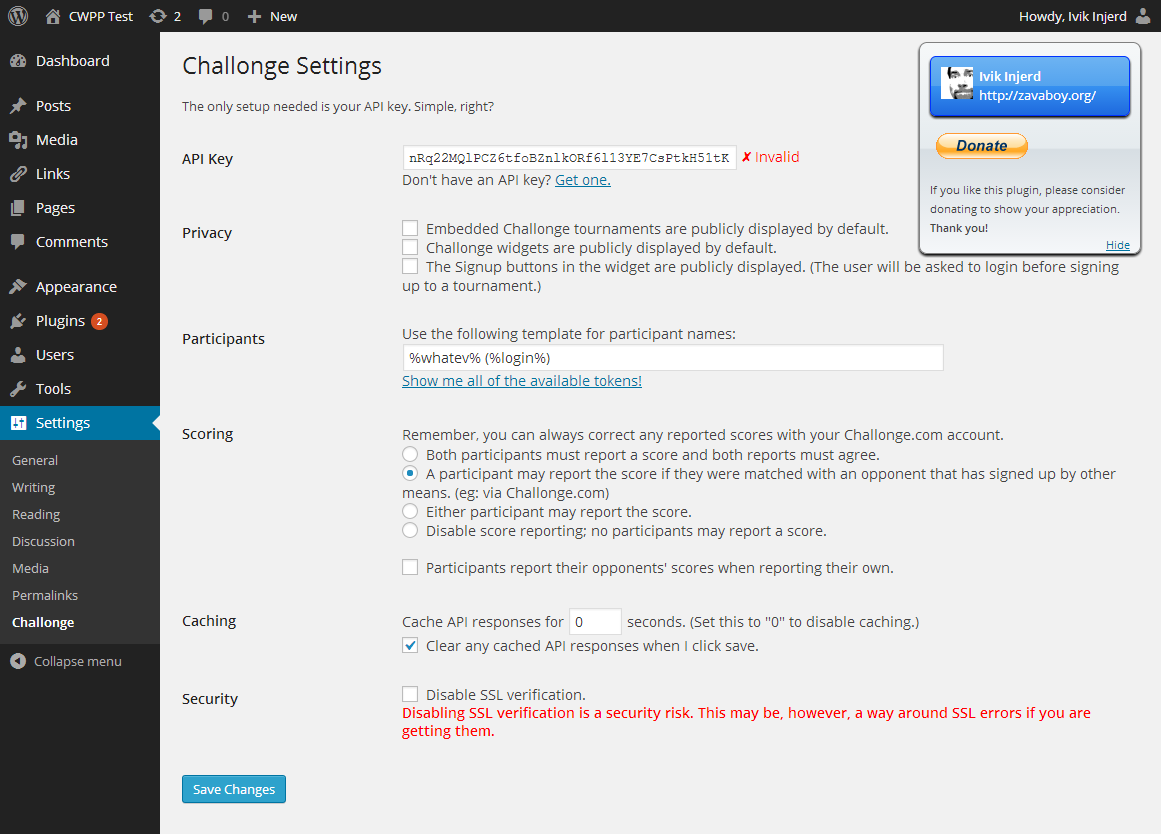 CWPP Test 2 0 New Howdy, Ivik Injerd
Dashboard
Posts
Media
Links
Pages
Comments
Appearance
Plugins 2
Users
Tools
Settings
General
Writing
Reading
Discussion
Media
Permalinks
Challonge
Collapse menu
Challonge Settings
The only setup needed is your API key. Simple, right?
API Key
nRq22MQlPCZ6tfoBZnlkORf6l13YE7CsPtkH51tK ✗ Invalid
Don't have an API key? Get one.
Privacy
Embedded Challonge tournaments are publicly displayed by default.
Challonge widgets are publicly displayed by default.
The Signup buttons in the widget are publicly displayed. (The user will be asked to login before signing
up to a tournament.)
Participants
Use the following template for participant names:
%whatev% (%login%)
Show me all of the available tokens!
Scoring
Remember, you can always correct any reported scores with your Challonge.com account.
Both participants must report a score and both reports must agree.
A participant may report the score if they were matched with an opponent that has signed up by other
means. (eg: via Challonge.com)
Either participant may report the score.
Disable score reporting; no participants may report a score.
Participants report their opponents' scores when reporting their own.
Caching
Cache API responses for 0 seconds. (Set this to "0" to disable caching.)
Clear any cached API responses when I click save.
Security
Disable SSL verification.
Disabling SSL verification is a security risk. This may be, however, a way around SSL errors if you are
getting them.
Save Changes
Ivik Injerd
http://zavaboy.org/
Donate
If you like this plugin, please consider
donating to show your appreciation.
Thank you!
Hide